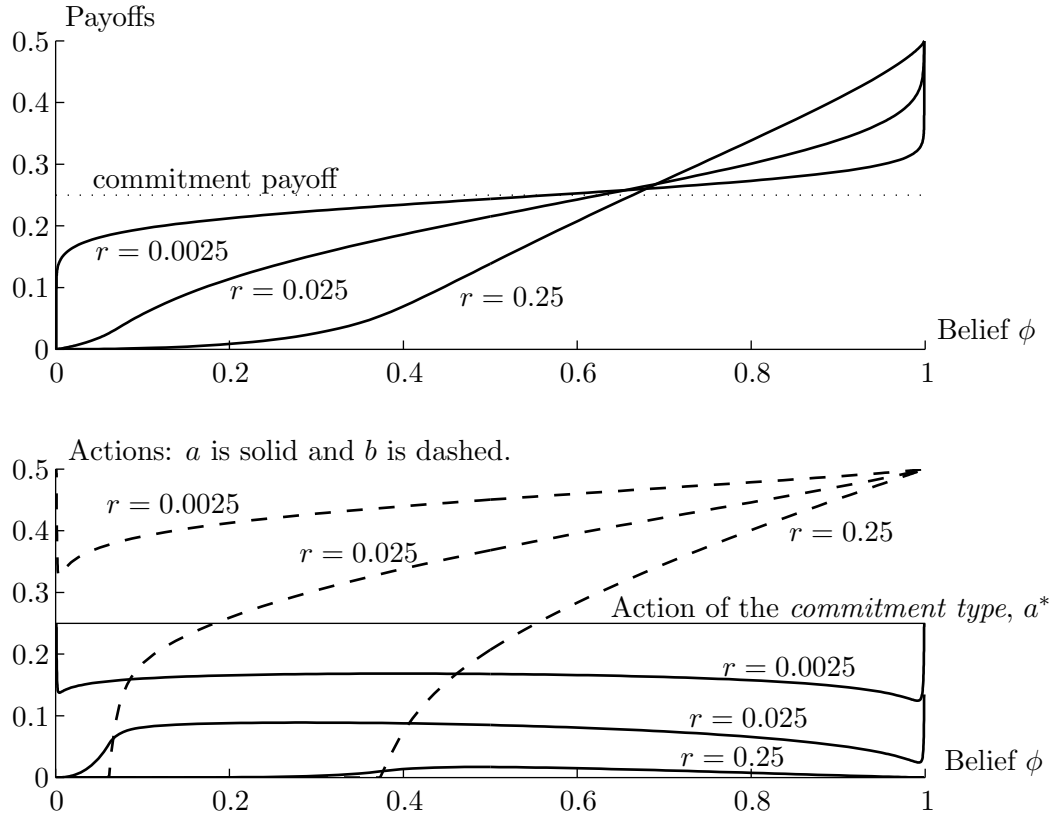 Payoffs
0.5
0.4
0.3
commitment payoff
0.2
r = 0.0025
0.1
r = 0.025
r = 0.25
Belief ϕ
0
0 0.2 0.4 0.6 0.8 1
Actions: a is solid and b is dashed.
0.5
r = 0.0025
0.4
r = 0.025
r = 0.25
0.3
Action of the commitment type, a*
0.2
r = 0.0025
0.1
r = 0.025
r = 0.25
Belief ϕ
0
0 0.2 0.4 0.6 0.8 1